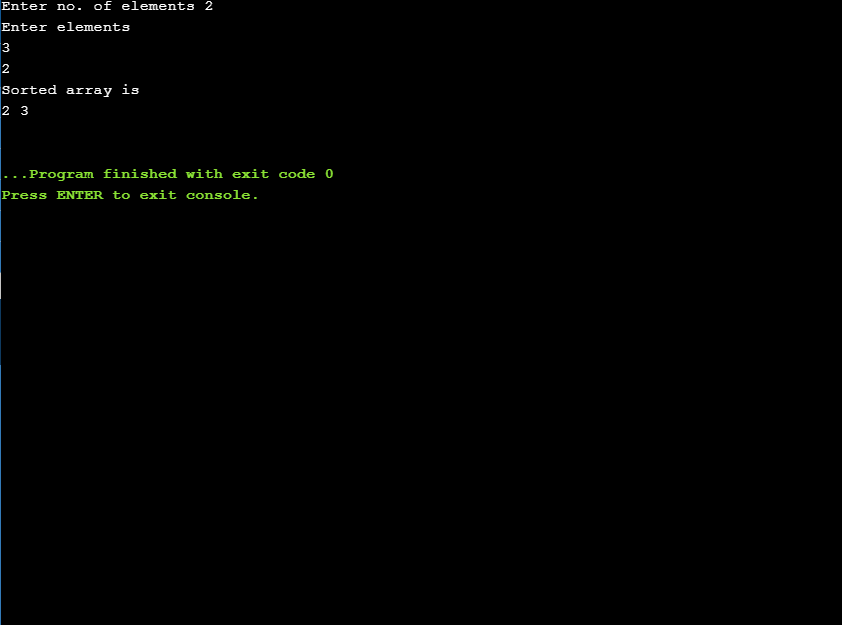 Enter no. of elements 2
Enter elements
3
2
Sorted array is
2 3
...Program finished with exit code 0
Press ENTER to exit console.